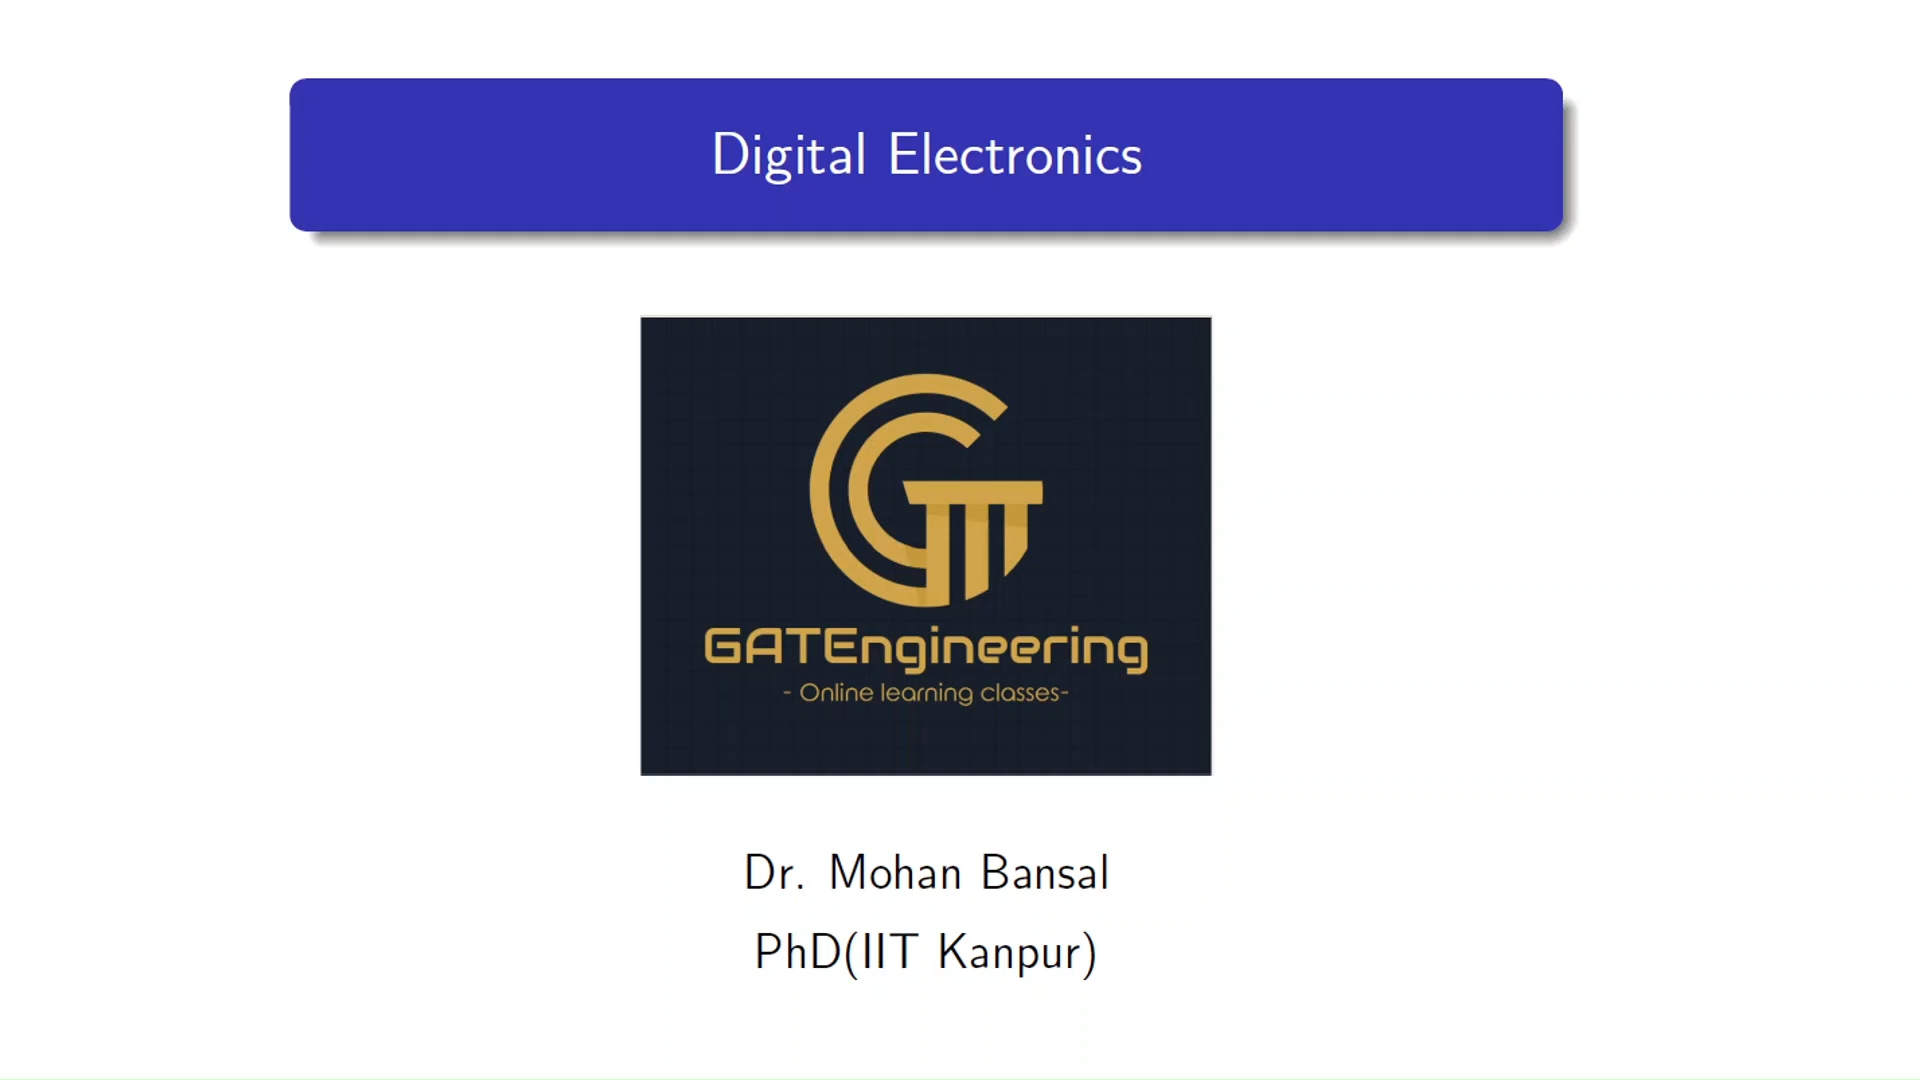 Digital Electronics
GATEngineering
- Online learning classes-
Dr. Mohan Bansal
PhD(IIT Kanpur)